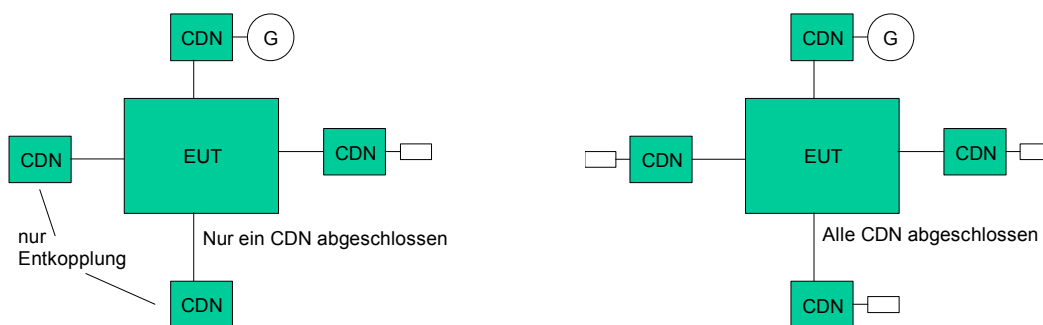 CDN
G
CDN
EUT
CDN
nur
Entkopplung
Nur ein CDN abgeschlossen
CDN
CDN
G
CDN
EUT
CDN
Alle CDN abgeschlossen
CDN